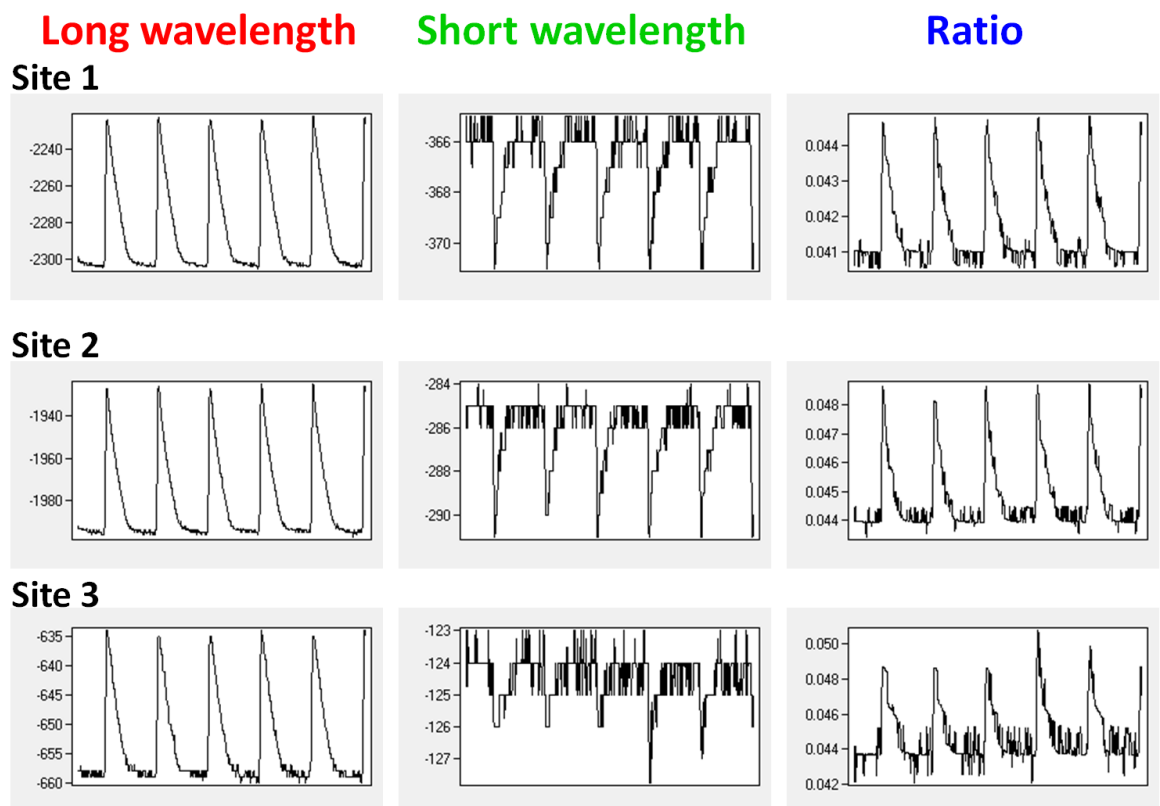 Long wavelength Short wavelength Ratio
Site 1
-2240 -366 0.044
-2260 0.043
-2280 -368 0.042
-2300 -370 0.041
Site 2
-284
-1940 -286 0.048
0.047
-1960 -288 0.046
-1980 -290 0.045
0.044
Site 3
-635 -123 0.050
-640 -124 0.048
-645 -125 0.046
-650 -126 0.044
-655 -127
-660 0.042